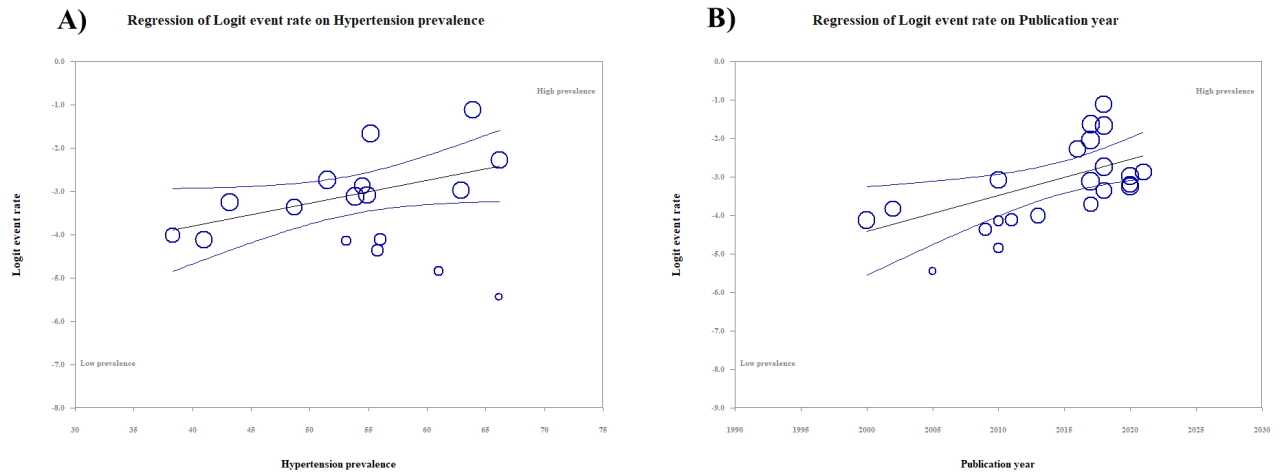 A)
Regression of Logit event rate on Hypertension prevalence
0.0
High prevalence
-1.0
-2.0
-3.0
Logit event rate
-4.0
-5.0
-6.0
-7.0
Low prevalence
-8.0
30 35 40 45 50 55 60 65 70 75
Hypertension prevalence
B)
Regression of Logit event rate on Publication year
0.0
High prevalence
-1.0
-2.0
-3.0
-4.0
Logit event rate
-5.0
-6.0
-7.0
Low prevalence
-8.0
-9.0
1990 1995 2000 2005 2010 2015 2020 2025 2030
Publication year